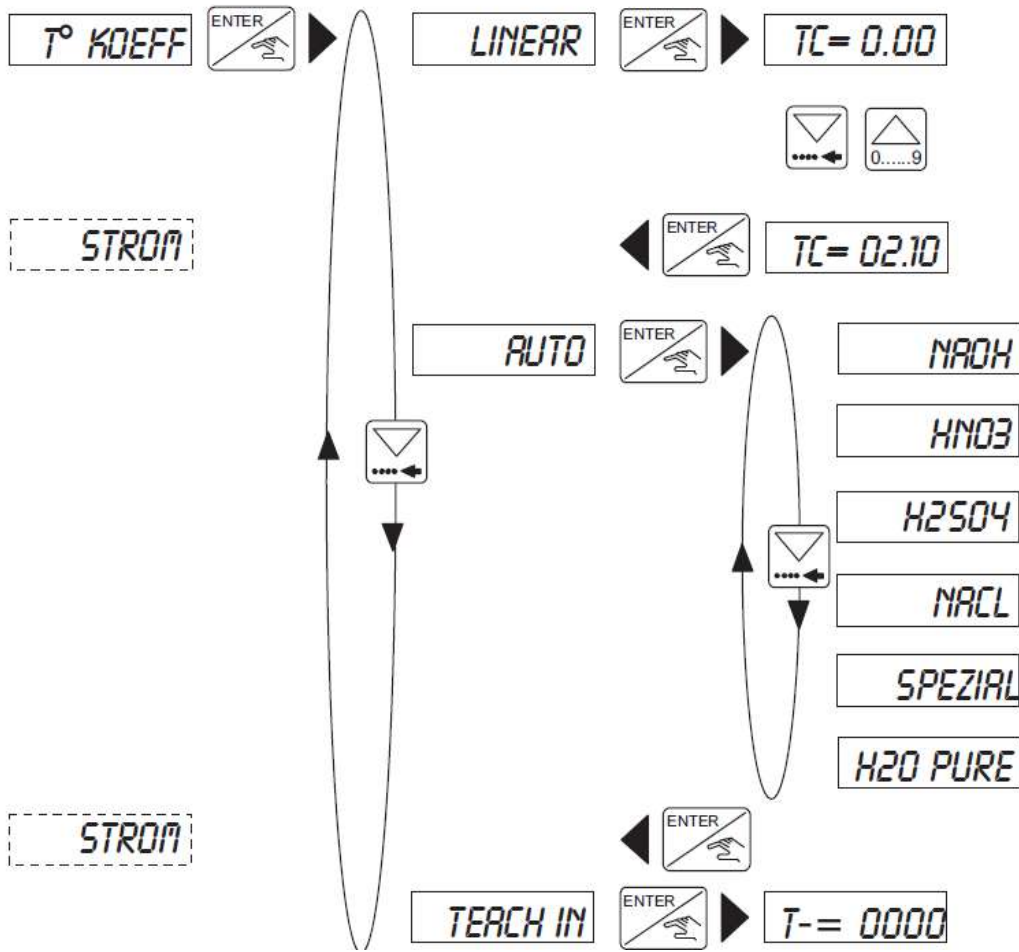 T° KOEFF
ENTER
LINEAR
ENTER
TC= 0.00
0......9
STROM
ENTER
TC= 02.10
AUTO
ENTER
NAOH
HNO3
H2SO4
NACL
SPEZIAL
H2O PURE
STROM
ENTER
TEACH IN
ENTER
T-= 0000